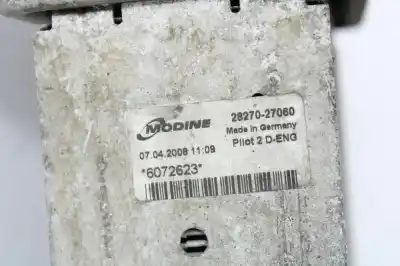 MODINE
28270-27060
Made in Germany
07.04.2008 11:09
Pilot 2 D-ENG
*6072623*